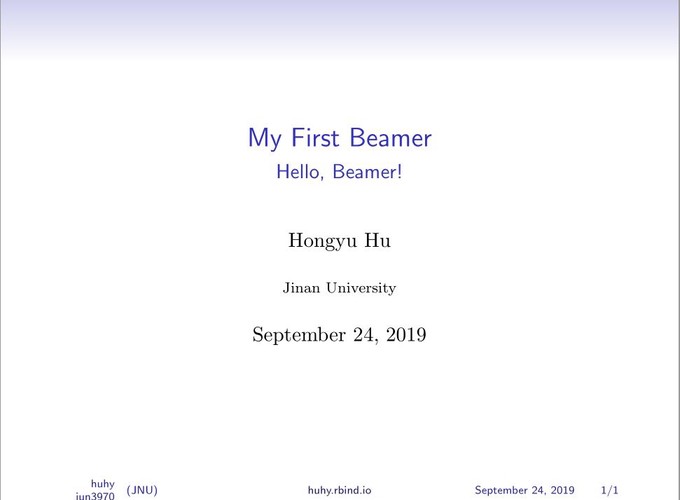 My First Beamer
Hello, Beamer!
Hongyu Hu
Jinan University
September 24, 2019
huhy
jun3970
(JNU)
huhy.rbind.io
September 24, 2019
1/1